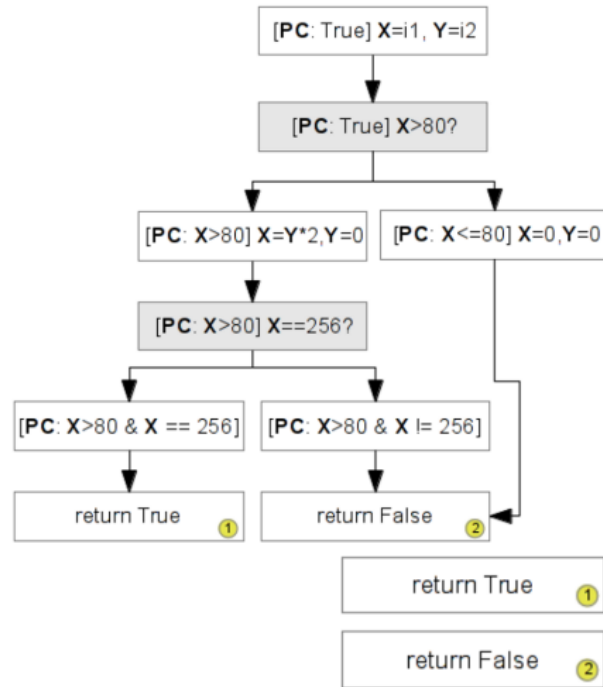 [PC: True] X=i1, Y=i2
[PC: True] X>80?
[PC: X>80] X=Y*2,Y=0
[PC: X<=80] X=0,Y=0
[PC: X>80] X==256?
[PC: X>80 & X == 256]
[PC: X>80 & X != 256]
return True 1
return False 2
return True 1
return False 2